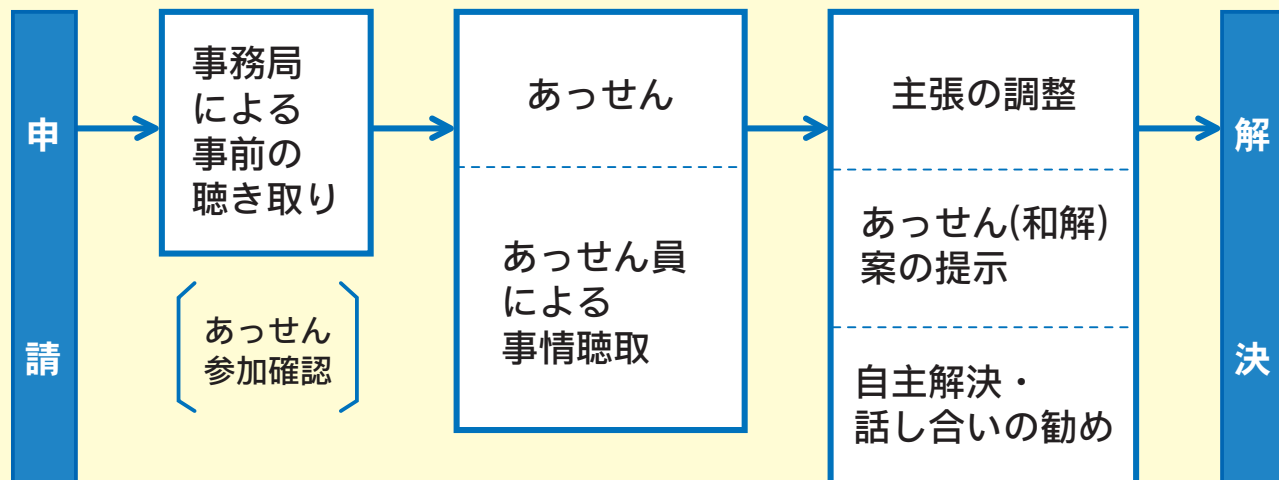 申請
事務局
による
事前の
聴き取り
あっせん
参加確認
あっせん
あっせん員
による
事情聴取
主張の調整
あっせん(和解)
案の提示
自主解決・
話し合いの勧め
解決